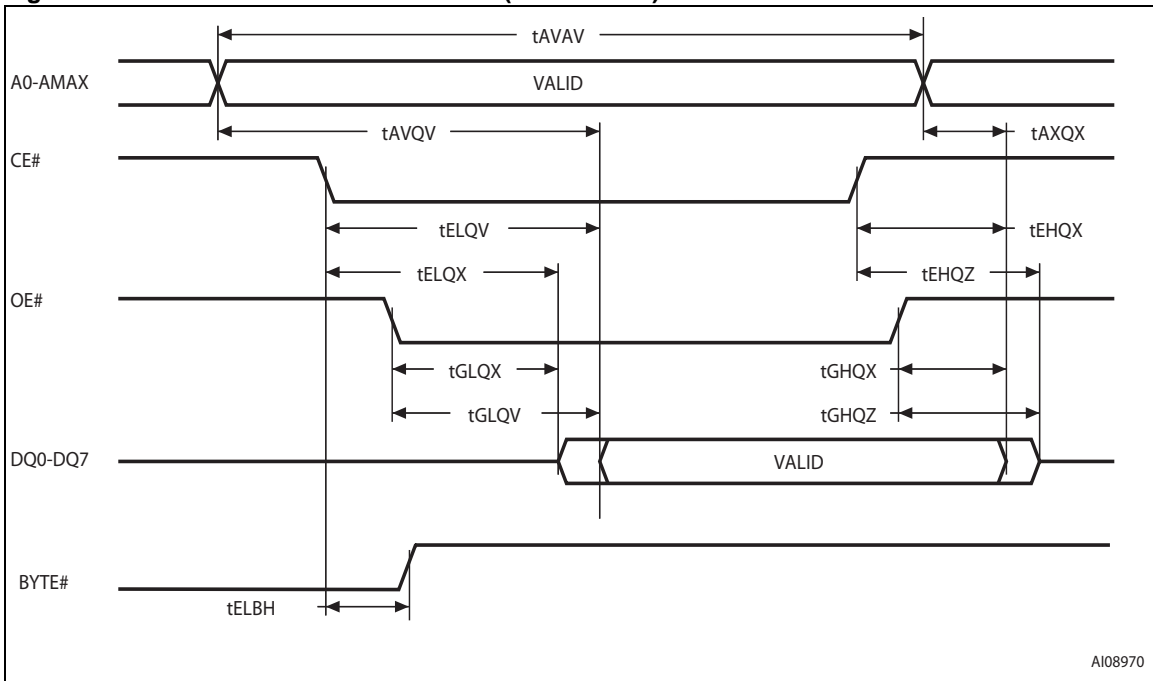 tAVAV
A0-AMAX
VALID
tAVQV
tAXQX
CE#
tELQV
tEHQX
tELQX
tEHQZ
OE#
tGLQX
tGHQX
tGLQV
tGHQZ
DQ0-DQ7
VALID
BYTE#
tELBH
AI08970